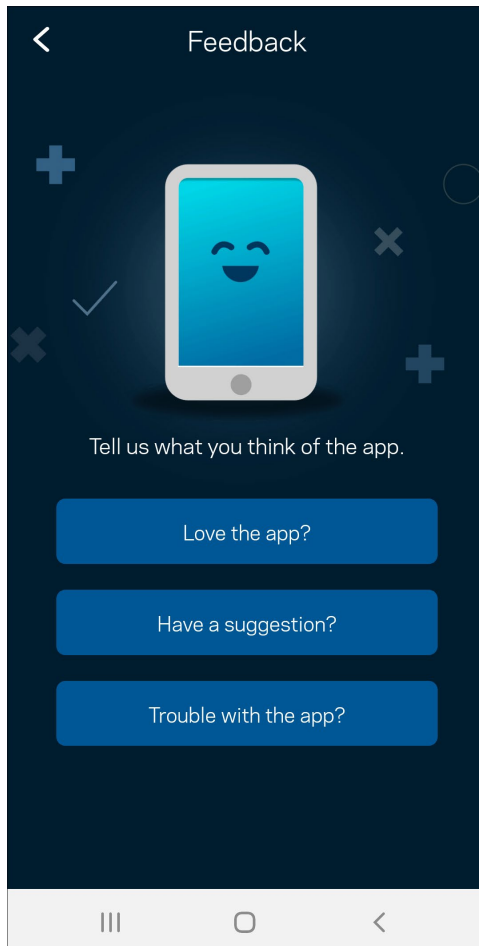 Feedback
Tell us what you think of the app.
Love the app?
Have a suggestion?
Trouble with the app?